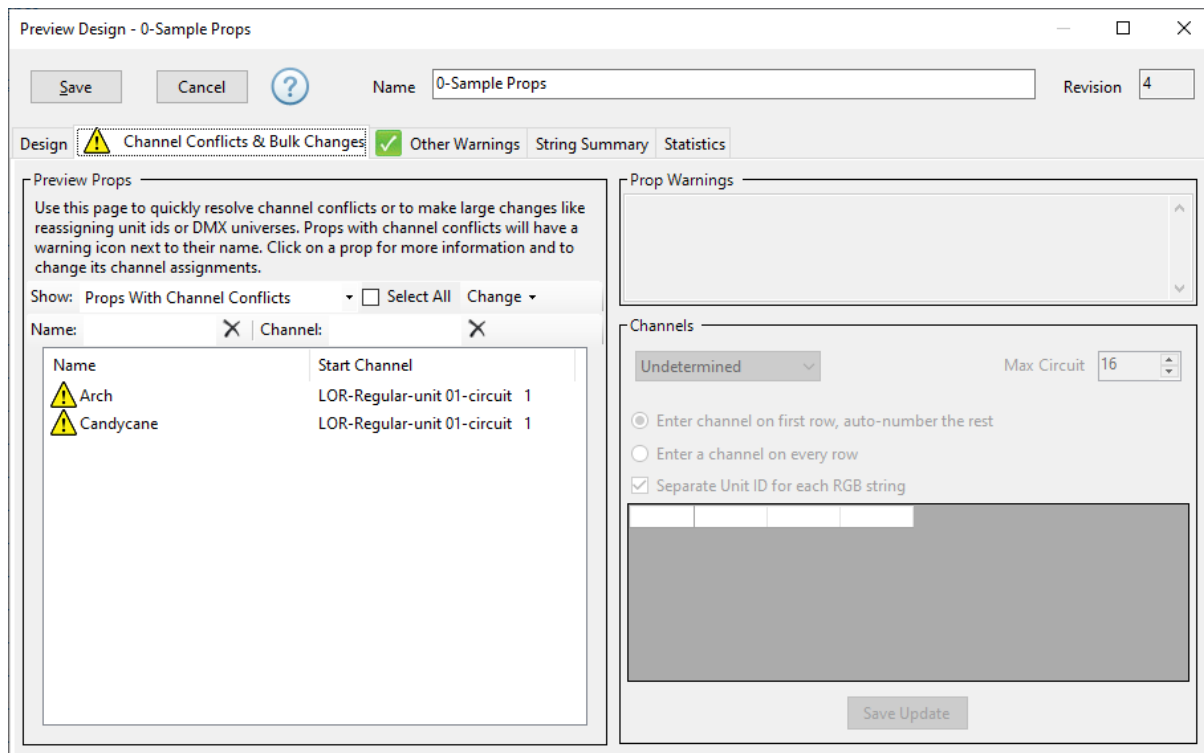 Preview Design - 0-Sample Props
Save Cancel ? Name 0-Sample Props Revision 4
Design Channel Conflicts & Bulk Changes Other Warnings String Summary Statistics
Preview Props
Use this page to quickly resolve channel conflicts or to make large changes like
reassigning unit ids or DMX universes. Props with channel conflicts will have a
warning icon next to their name. Click on a prop for more information and to
change its channel assignments.
Show: Props With Channel Conflicts Select All Change
Name: Channel:
Name Start Channel
Arch LOR-Regular-unit 01-circuit 1
Candycane LOR-Regular-unit 01-circuit 1
Prop Warnings
Channels
Undetermined Max Circuit 16
Enter channel on first row, auto-number the rest
Enter a channel on every row
Separate Unit ID for each RGB string
Save Update